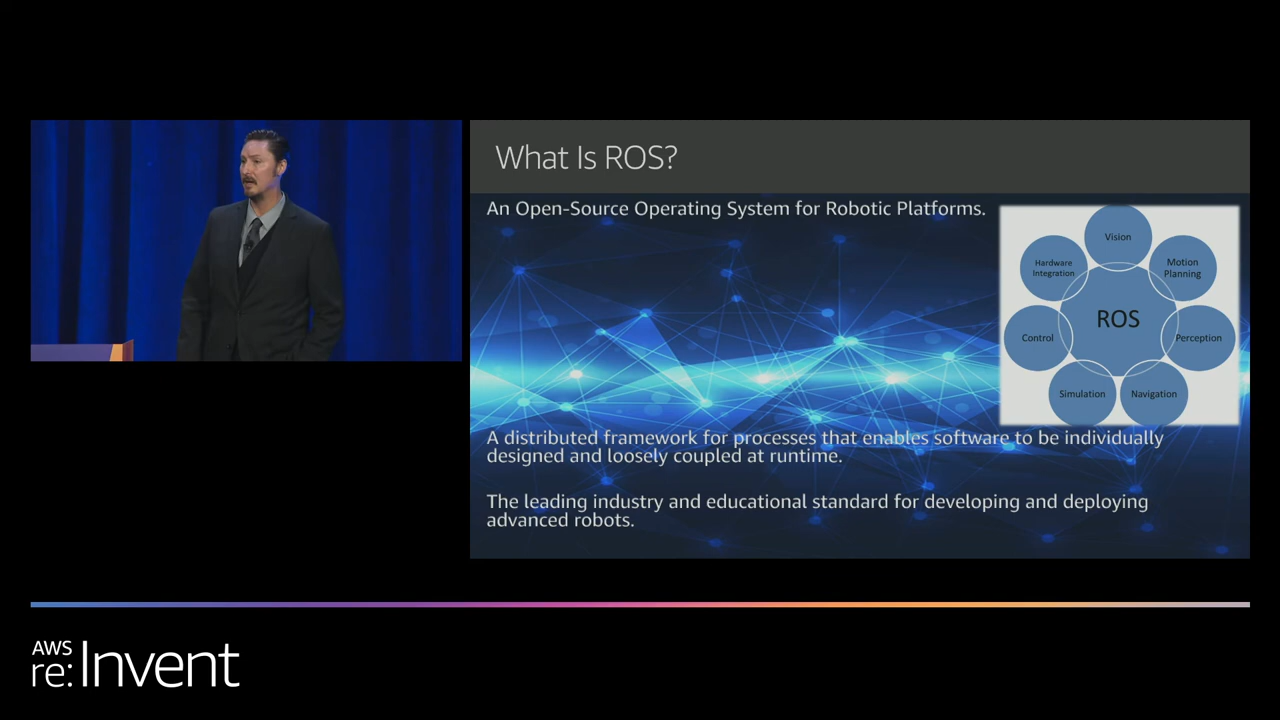 What Is ROS?
An Open-Source Operating System for Robotic Platforms.
Vision
Hardware
Integration
Motion
Planning
ROS
Control
Perception
Simulation
Navigation
A distributed framework for processes that enables software to be individually
designed and loosely coupled at runtime.
The leading industry and educational standard for developing and deploying
advanced robots.
AWS
re:Invent